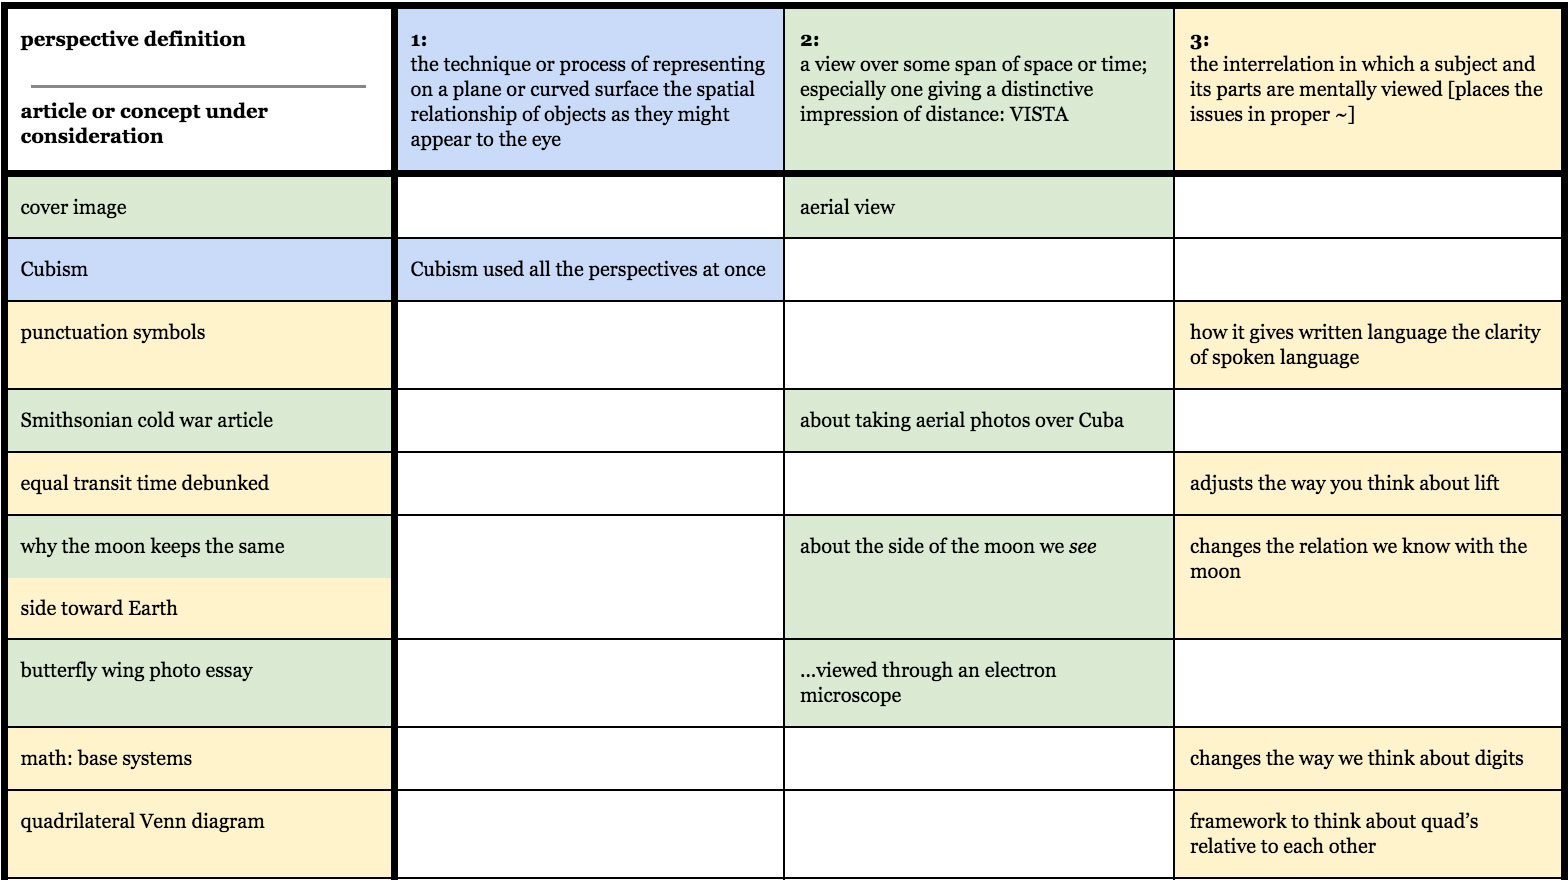 perspective definition
article or concept under
consideration
1:
the technique or process of representing
on a plane or curved surface the spatial
relationship of objects as they might
appear to the eye
2:
a view over some span of space or time;
especially one giving a distinctive
impression of distance: VISTA
3:
the interrelation in which a subject and
its parts are mentally viewed [places the
issues in proper ~]
cover image
aerial view
Cubism
Cubism used all the perspectives at once
punctuation symbols
how it gives written language the clarity
of spoken language
Smithsonian cold war article
about taking aerial photos over Cuba
equal transit time debunked
adjusts the way you think about lift
why the moon keeps the same
side toward Earth
about the side of the moon we see
changes the relation we know with the
moon
butterfly wing photo essay
...viewed through an electron
microscope
math: base systems
changes the way we think about digits
quadrilateral Venn diagram
framework to think about quad’s
relative to each other